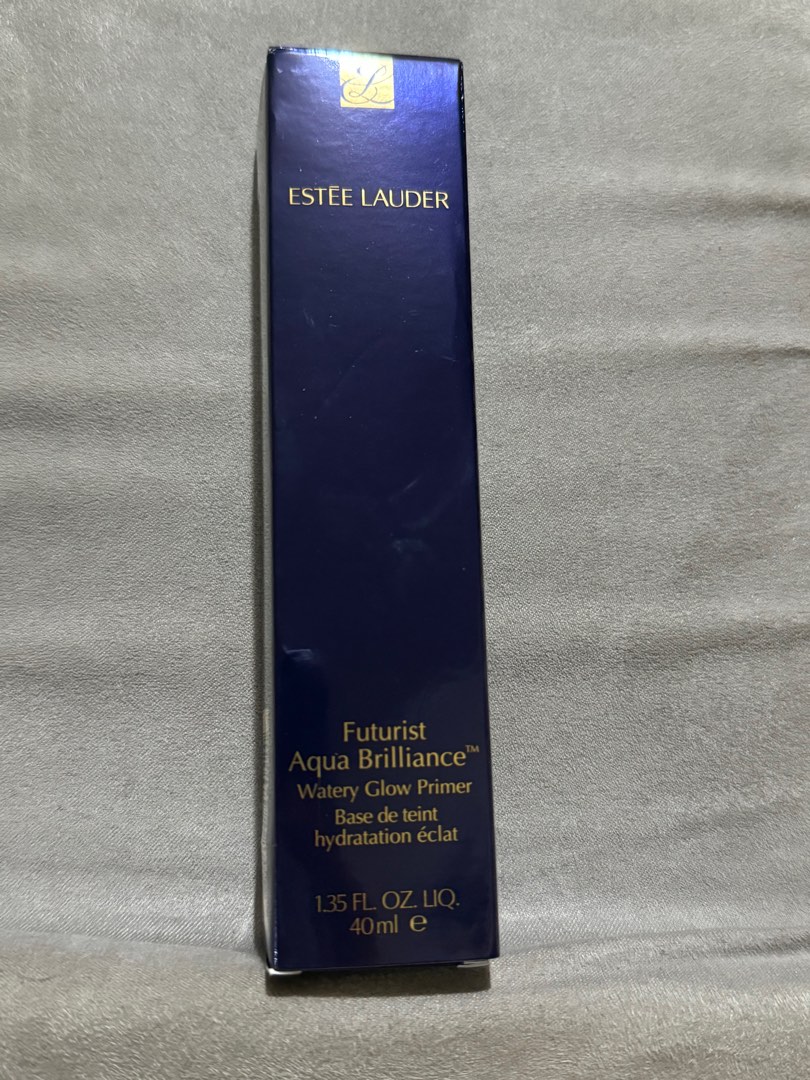 ESTĒE LAUDER
Futurist
Aqua Brilliance™
Watery Glow Primer
Base de teint
hydratation éclat
1.35 FL. OZ. LIQ.
40ml ℮